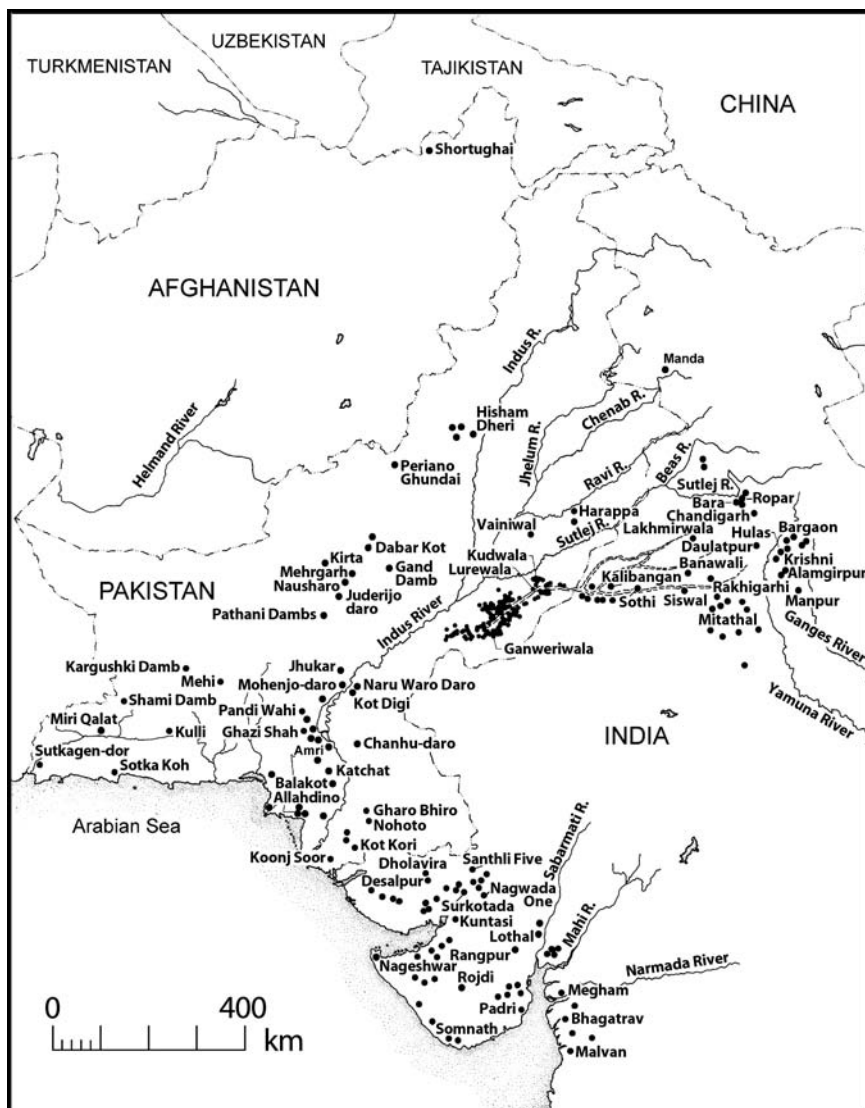 UZBEKISTAN
TURKMENISTAN
TAJIKISTAN
CHINA
Shortughai
AFGHANISTAN
Indus R.
Manda
Helmand River
Hisham
Dheri
Jhelum R.
Chenab R.
Periano
Ghundai
Ravi R.
Beas R.
Sutlej R.
Ropar
Bara
Harappa
Chandigarh
Vainiwal
Sutlej R.
Lakhmirwala
Hulas
Bargaon
Dabar Kot
Kudwala
Daulatpur
Krishni
Kirta
Gand
Damb
Lurewala
Banawali
Alamgirpur
Mehrgarh
Kalibangan
Nausharo
Rakhigarhi
PAKISTAN
Juderijo
daro
Sothi
Siswal
Manpur
Pathani Dambs
Indus River
Mitathal
Ganweriwala
Ganges River
Jhukar
Kargushki Damb
Mehi
Mohenjo-daro
Naru Waro Daro
Shami Damb
Kot Digi
Yamuna River
Pandi Wahi
Miri Qalat
Kulli
Ghazi Shah
INDIA
Amri
Chanhu-daro
Sutkagen-dor
Sotka Koh
Katchat
Balakot
Allahdino
Arabian Sea
Gharo Bhiro
Nohoto
Sabarmati R.
Kot Kori
Koonj Soor
Dholavira
Santhli Five
Desalpur
Nagwada
One
Surkotada
Kuntasi
Mahi R.
Lothal
Rangpur
Nageshwar
Narmada River
Rojdi
Megham
Padri
0 400
km
Bhagatrav
Somnath
Malvan